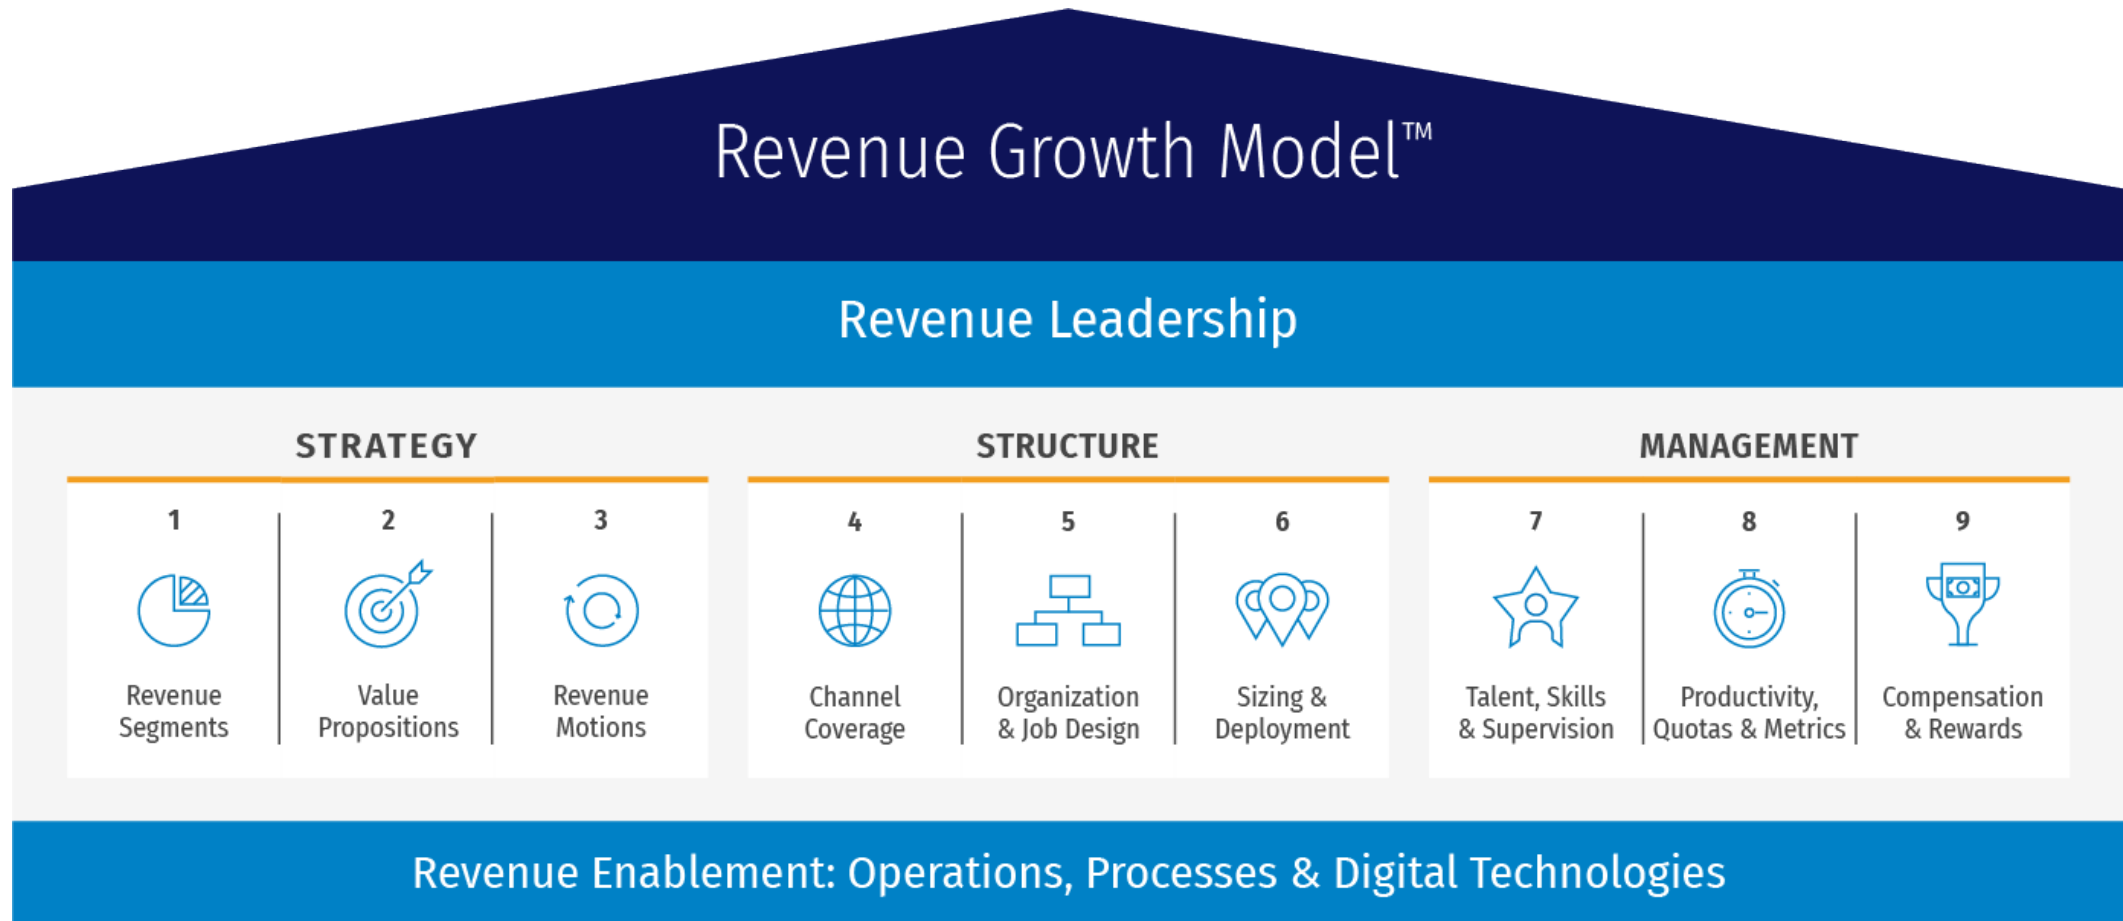 Revenue Growth Model™
Revenue Leadership
STRATEGY
1
Revenue
Segments
2
Value
Propositions
3
Revenue
Motions
STRUCTURE
4
Channel
Coverage
5
Organization
& Job Design
6
Sizing &
Deployment
MANAGEMENT
7
Talent, Skills
& Supervision
8
Productivity,
Quotas & Metrics
9
Compensation
& Rewards
Revenue Enablement: Operations, Processes & Digital Technologies